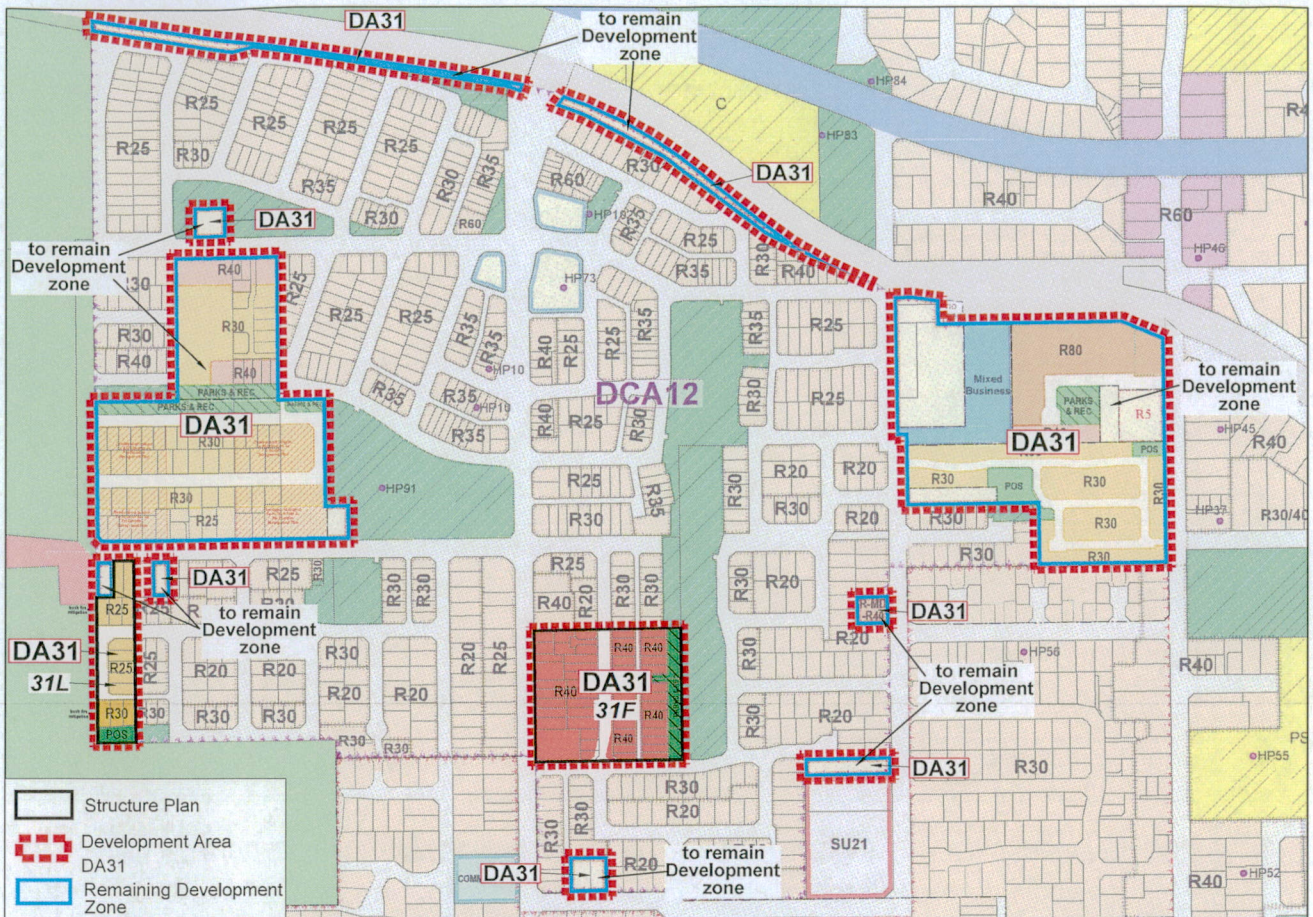 DA31
to remain
Development
zone
HP84
C
R25
R25
R25
R25
R30
R25
HP83
R30
DA31
R35
R30
R35
R60
R30
R60
R40
R60
HP46
DA31
R35
R25
R35
R30
R40
to remain
Development
zone
R40
R25
HP73
R30
R30
R40
R40
R25
R25
R35
R35
R40
R25
R25
R35
DCA12
R35
R25
R80
Mixed
Business
PARKS & REC
PARKS & REC
DA31
R30
HP10
R35
R35
R35
R40
R25
R30
R30
R25
PARKS
& REC
R5
to remain
Development
zone
DA31
HP45
R40
POS
R30
R25
HP91
R25
R30
R35
R30
R20
R30
R20
R20
R30
POS
R30
R30
R30
HP37
R30/40
R30
R30
R30
R25
DA31
R25
R30
R30
R30
to remain
Development
zone
R20
R25
R25
R40
R20
R30
R30
R30
R20
R-MD
-R40
DA31
R20
HP56
R40
DA31
31L
R25
R25
R30
R30
POS
R20
R20
R30
R30
R30
R20
R20
R30
R30
R40
R40
R40
DA31
31F
R40
R40
R30
R30
R20
to remain
Development
zone
PS
HP55
DA31
R30
R30
R20
R30
R30
R20
SU21
DA31
to remain
Development
zone
R40
HP52
Structure Plan
Development Area
DA31
Remaining Development
Zone